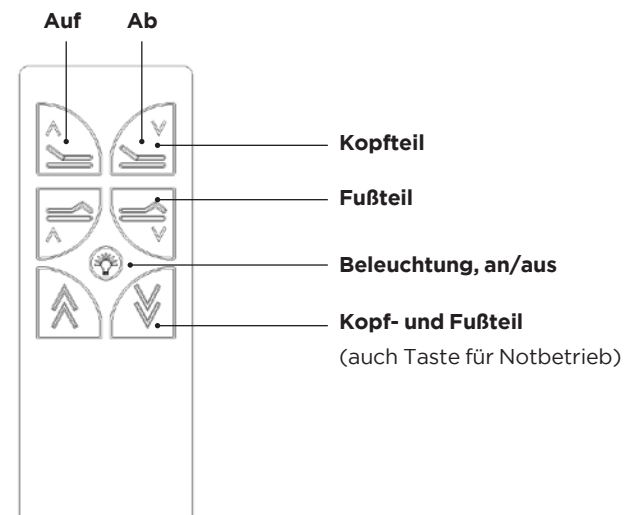 Auf Ab
Kopfteil
Fußteil
Beleuchtung, an/aus
Kopf- und Fußteil
(auch Taste für Notbetrieb)